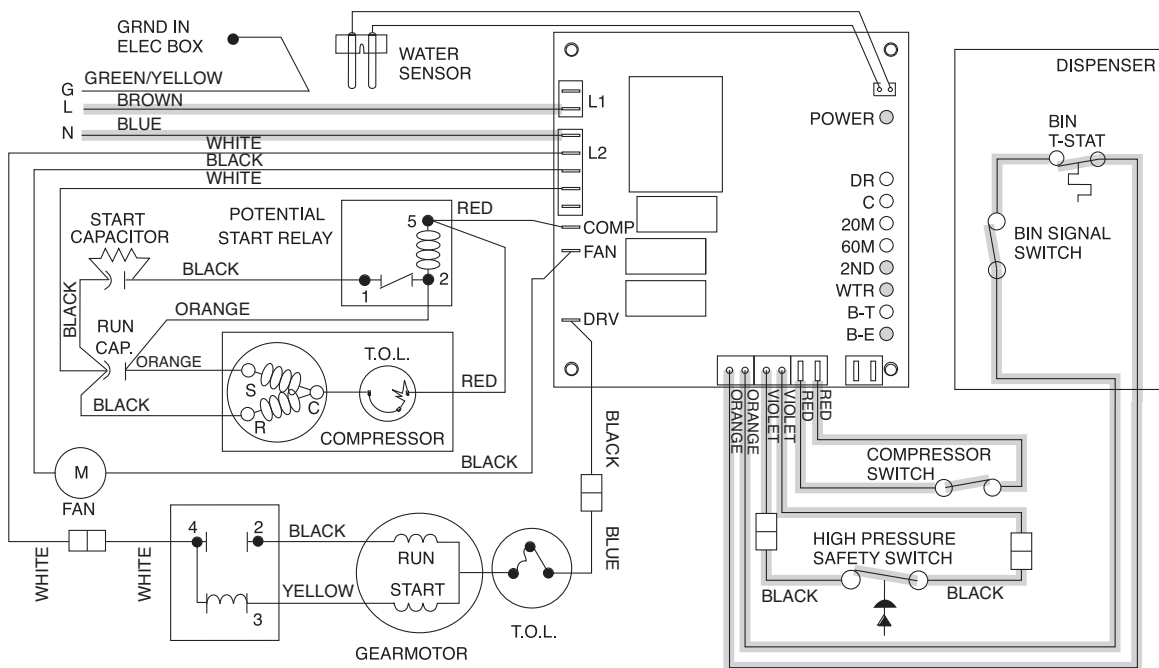 GRND IN
ELEC BOX
WATER
SENSOR
DISPENSER
G
GREEN/YELLOW
L
BROWN
L1
POWER
N
BLUE
BIN
T-STAT
WHITE
L2
BLACK
WHITE
DR
C
20M
60M
2ND
WTR
B-T
B-E
START
CAPACITOR
POTENTIAL
START RELAY
5
RED
COMP
FAN
BIN SIGNAL
SWITCH
BLACK
1
2
ORANGE
DRV
BLACK
RUN
CAP.
ORANGE
T.O.L.
S
C
R
RED
BLACK
COMPRESSOR
ORANGE
ORANGE
VIOLET
VIOLET
RED
RED
BLACK
COMPRESSOR
SWITCH
M
FAN
BLACK
4
2
BLACK
RUN
BLUE
HIGH PRESSURE
SAFETY SWITCH
WHITE
WHITE
YELLOW
START
3
BLACK
BLACK
T.O.L.
GEARMOTOR